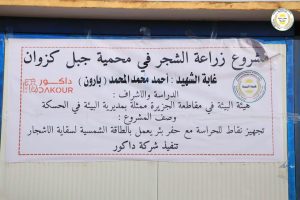 مشروع زراعة الشجر في محمية جبل كزوان
غابة الشهيد : احمد محمد المحمد (بارون)
داكور
DAKOUR
الدراسة والاشراف :
هيئة البيئة في مقاطعة الجزيرة ممثلة بمديرية البيئة في الحسكة
وصف المشروع :
تجهيز نقاط للحراسة مع حفر بئر يعمل بالطاقة الشمسية لسقاية الاشجار
تنفيذ شركة داكور